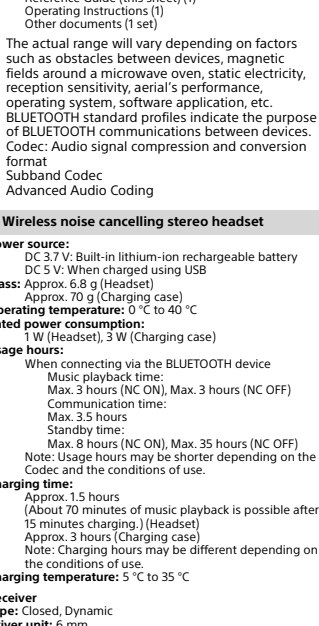 Reference Guide (this sheet) (1)
Operating Instructions (1)
Other documents (1 set)
The actual range will vary depending on factors
such as obstacles between devices, magnetic
fields around a microwave oven, static electricity,
reception sensitivity, aerial's performance,
operating system, software application, etc.
BLUETOOTH standard profiles indicate the purpose
of BLUETOOTH communications between devices.
Codec: Audio signal compression and conversion
format
Subband Codec
Advanced Audio Coding
Wireless noise cancelling stereo headset
ower source:
DC 3.7 V: Built-in lithium-ion rechargeable battery
DC 5 V: When charged using USB
ass: Approx. 6.8 g (Headset)
Approx. 70 g (Charging case)
perating temperature: 0 °C to 40 °C
ated power consumption:
1 W (Headset), 3 W (Charging case)
sage hours:
When connecting via the BLUETOOTH device
Music playback time:
Max. 3 hours (NC ON), Max. 3 hours (NC OFF)
Communication time:
Max. 3.5 hours
Standby time:
Max. 8 hours (NC ON), Max. 35 hours (NC OFF)
Note: Usage hours may be shorter depending on the
Codec and the conditions of use.
harging time:
Approx. 1.5 hours
(About 70 minutes of music playback is possible after
15 minutes charging.) (Headset)
Approx. 3 hours (Charging case)
Note: Charging hours may be different depending on
the conditions of use.
harging temperature: 5 °C to 35 °C
eceiver
pe: Closed, Dynamic
iver unit: 6 mm